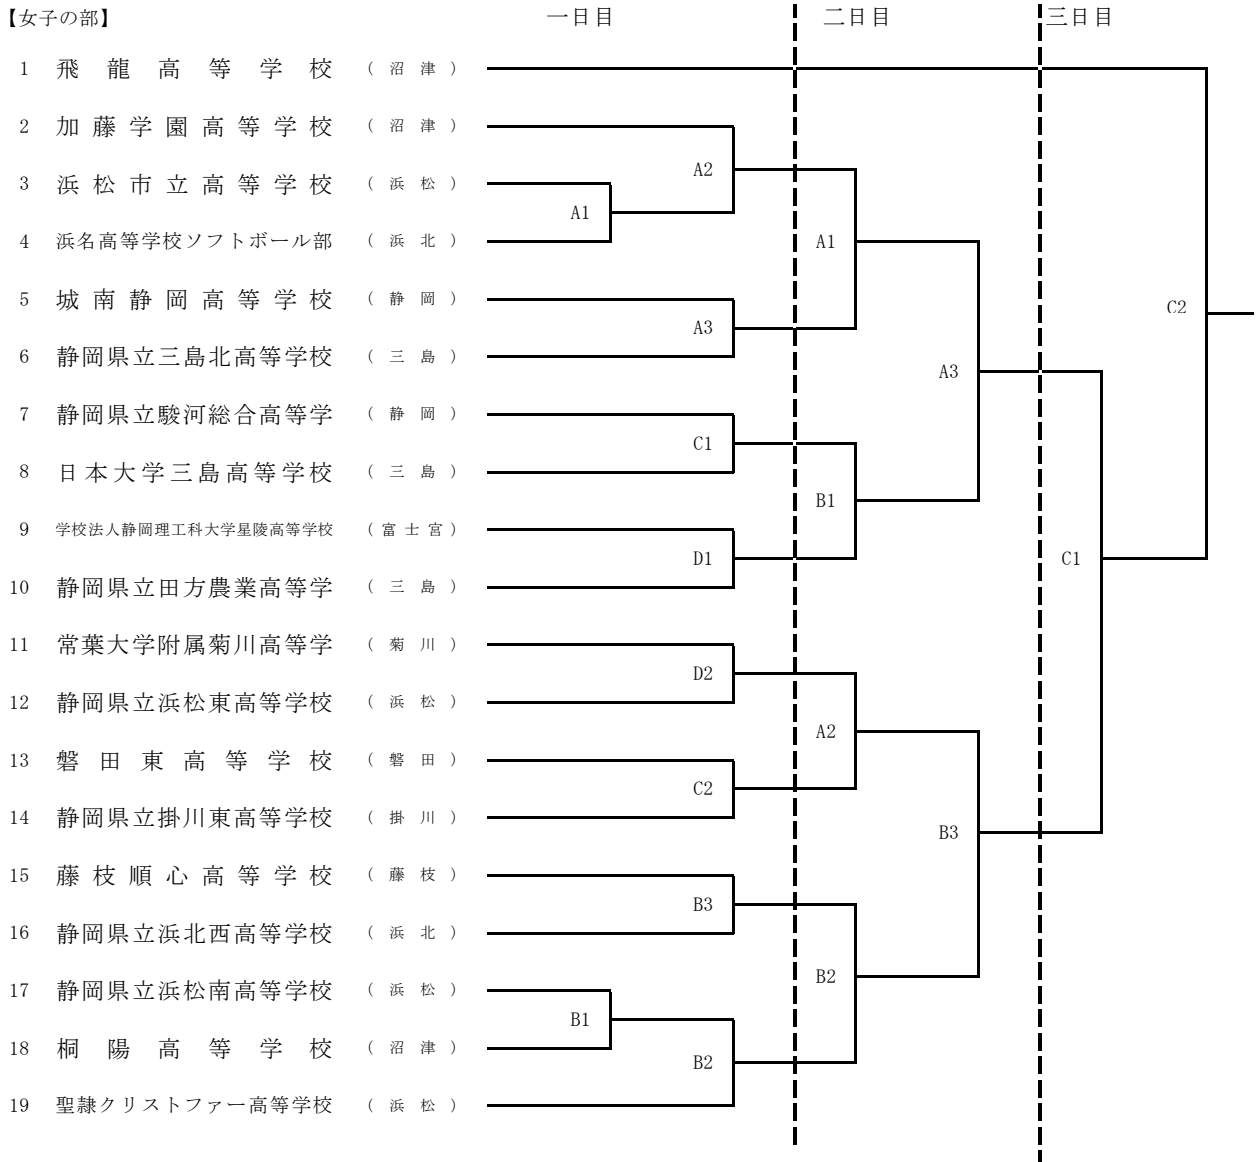 【女子の部】 一日目 二日目 三日目
1 飛龍高等学校 (沼津)
2 加藤学園高等学校 (沼津)
A2
3 浜松市立高等学校 (浜松)
A1
4 浜名高等学校ソフトボール部 (浜北)
A1
5 城南静岡高等学校 (静岡)
C2
A3
6 静岡県立三島北高等学校 (三島)
A3
7 静岡県立駿河総合高等学 (静岡)
C1
8 日本大学三島高等学校 (三島)
B1
9 学校法人静岡理工科大学星陵高等学校 (富士宮)
D1
C1
10 静岡県立田方農業高等学 (三島)
11 常葉大学附属菊川高等学 (菊川)
D2
12 静岡県立浜松東高等学校 (浜松)
A2
13 磐田東高等学校 (磐田)
C2
14 静岡県立掛川東高等学校 (掛川)
B3
15 藤枝順心高等学校 (藤枝)
B3
16 静岡県立浜北西高等学校 (浜北)
B2
17 静岡県立浜松南高等学校 (浜松)
B1
18 桐陽高等学校 (沼津)
B2
19 聖隷クリストファー高等学校 (浜松)